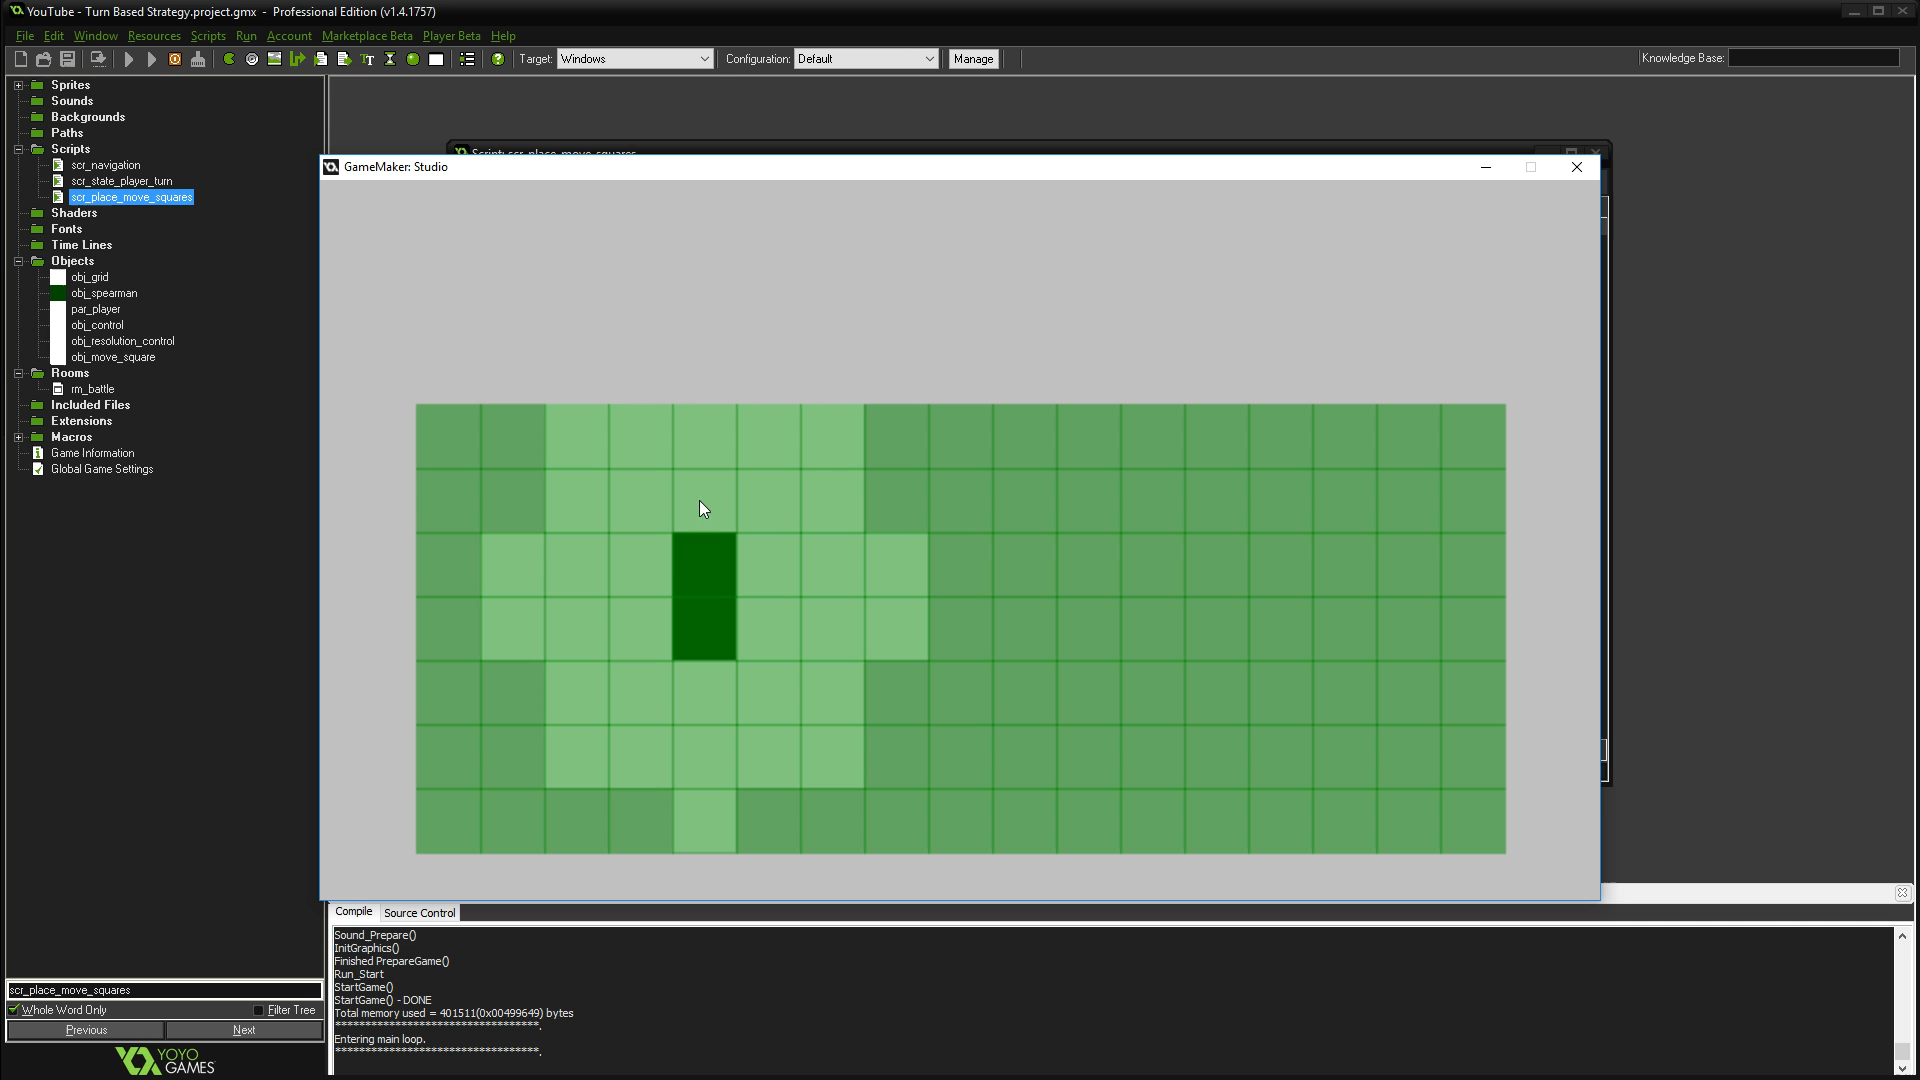 YouTube - Turn Based Strategy.project.gmx - Professional Edition (v1.4.1757)
File Edit Window Resources Scripts Run Account Marketplace Beta Player Beta Help
Target: Windows Configuration: Default Manage Knowledge Base:
Sprites
Sounds
Backgrounds
Paths
Scripts
scr_navigation
scr_state_player_turn
scr_place_move_squares
Shaders
Fonts
Time Lines
Objects
obj_grid
obj_spearman
par_player
obj_control
obj_resolution_control
obj_move_square
Rooms
rm_battle
Included Files
Extensions
Macros
Game Information
Global Game Settings
Script: scr_place_move_squares
GameMaker: Studio
Compile Source Control
Sound_Prepare()
InitGraphics()
Finished PrepareGame()
Run_Start
StartGame()
StartGame() - DONE
Total memory used = 401511(0x00499649) bytes
**********************************.
Entering main loop.
**********************************.
scr_place_move_squares
Whole Word Only Filter Tree
Previous Next
YOYO
GAMES